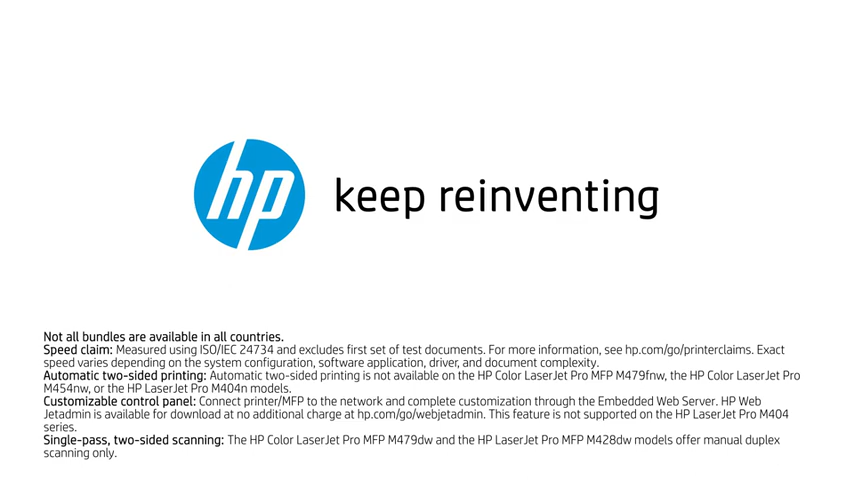 hp keep reinventing
Not all bundles are available in all countries.
Speed claim: Measured using ISO/IEC 24734 and excludes first set of test documents. For more information, see hp.com/go/printerclaims. Exact
speed varies depending on the system configuration, software application, driver, and document complexity.
Automatic two-sided printing: Automatic two-sided printing is not available on the HP Color LaserJet Pro MFP M479fnw, the HP Color LaserJet Pro
M454nw, or the HP LaserJet Pro M404n models.
Customizable control panel: Connect printer/MFP to the network and complete customization through the Embedded Web Server. HP Web
Jetadmin is available for download at no additional charge at hp.com/go/webjetadmin. This feature is not supported on the HP LaserJet Pro M404
series.
Single-pass, two-sided scanning: The HP Color LaserJet Pro MFP M479dw and the HP LaserJet Pro MFP M428dw models offer manual duplex
scanning only.